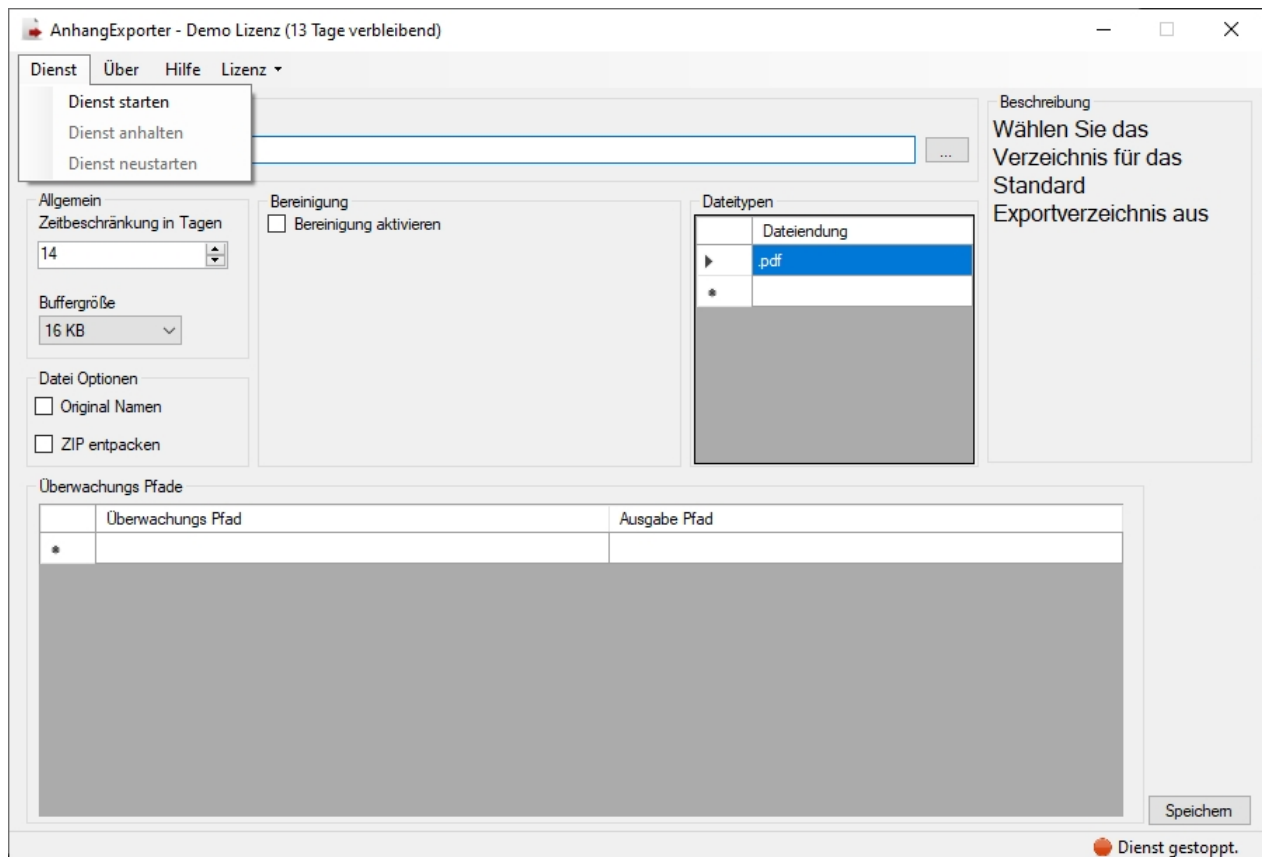 AnhangExporter - Demo Lizenz (13 Tage verbleibend)
Dienst Über Hilfe Lizenz
Dienst starten
Dienst anhalten
Dienst neustarten
...
Beschreibung
Wählen Sie das
Verzeichnis für das
Standard
Exportverzeichnis aus
Allgemein
Zeitbeschränkung in Tagen
14
Buffergröße
16 KB
Bereinigung
Bereinigung aktivieren
Dateitypen
Dateiendung
.pdf
Datei Optionen
Original Namen
ZIP entpacken
Überwachungs Pfade
Überwachungs Pfad Ausgabe Pfad
Speichern
Dienst gestoppt.